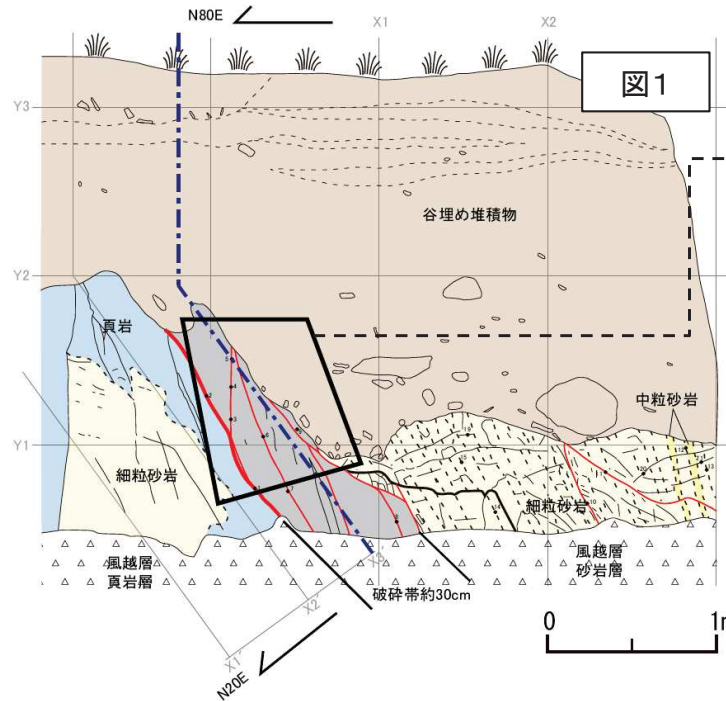 N80E
X1
X2
図1
Y3
谷埋め堆積物
Y2
頁岩
中粒砂岩
Y1
細粒砂岩
細粒砂岩
風越層
頁岩層
風越層
砂岩層
X3'
破砕帯約30cm
X2'
X1'
N20E
0
1m